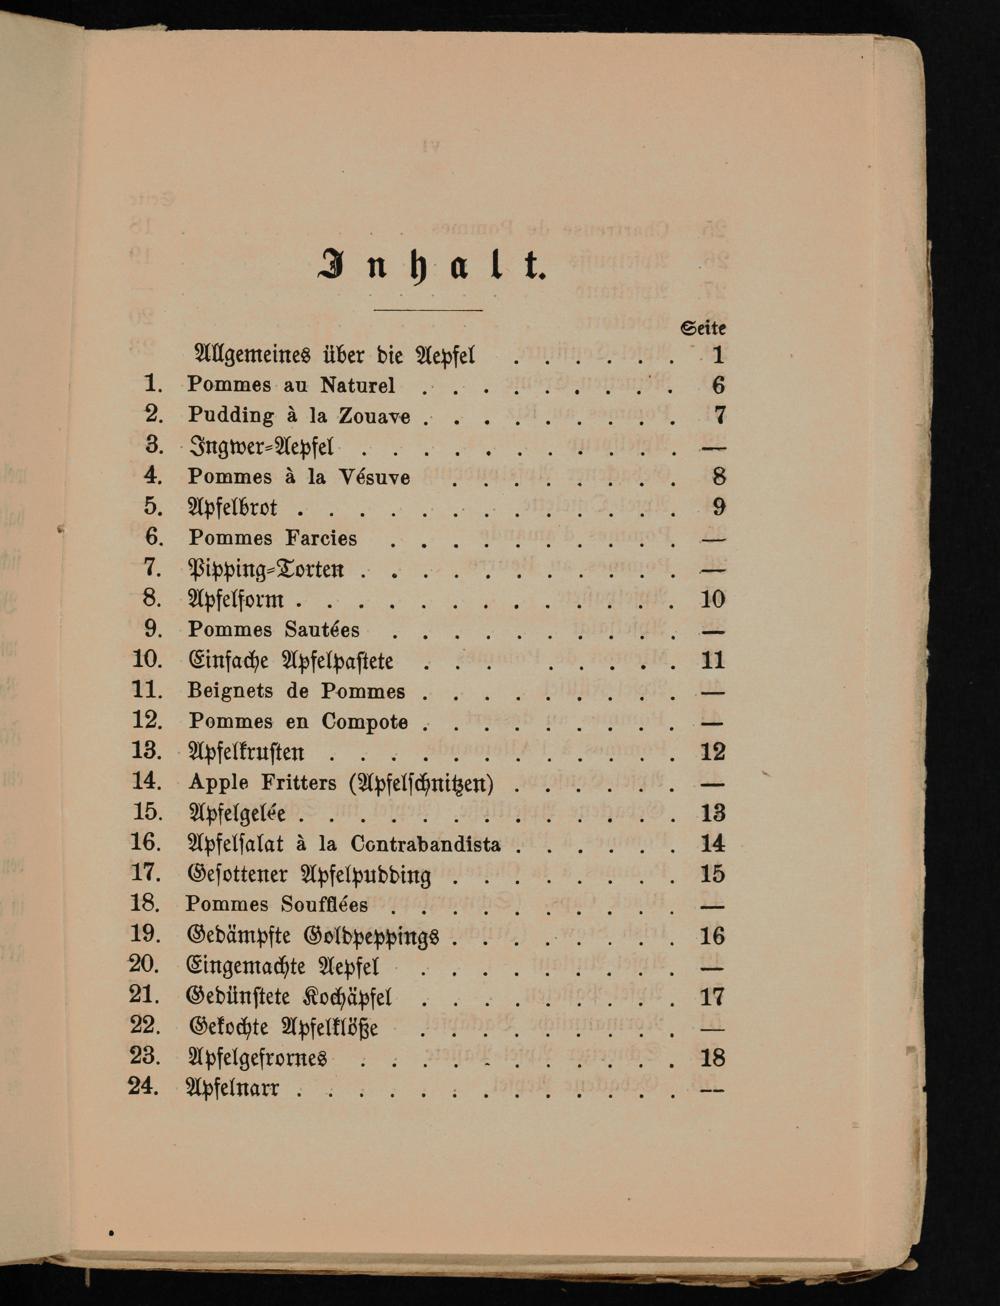 Inhalt.
Seite
Allgemeines über die Aepfel . . . . . . 1
1. Pommes au Naturel . . . . . . . . . 6
2. Pudding à la Zouave . . . . . . . . . 7
3. Ingwer-Aepfel . . . . . . . . . . . —
4. Pommes à la Vésuve . . . . . . . . 8
5. Apfelbrot . . . . . . . . . . . . . 9
6. Pommes Farcies . . . . . . . . . . —
7. Pipping-Torten . . . . . . . . . . . —
8. Apfelform . . . . . . . . . . . . . 10
9. Pommes Sautées . . . . . . . . . . —
10. Einfache Apfelpastete . . . . . . . . 11
11. Beignets de Pommes . . . . . . . . . —
12. Pommes en Compote . . . . . . . . . —
13. Apfelkrusten . . . . . . . . . . . . 12
14. Apple Fritters (Apfelschnitzen) . . . . . . —
15. Apfelgelée . . . . . . . . . . . . . 13
16. Apfelsalat à la Contrabandista . . . . . . 14
17. Gesottener Apfelpudding . . . . . . . . 15
18. Pommes Soufflées . . . . . . . . . . —
19. Gedämpfte Goldpeppings . . . . . . . . 16
20. Eingemachte Aepfel . . . . . . . . . —
21. Gedünstete Kochäpfel . . . . . . . . . 17
22. Gekochte Apfelklöße . . . . . . . . . —
23. Apfelgefrornes . . . . . . . . . . . 18
24. Apfelnarr . . . . . . . . . . . . . —